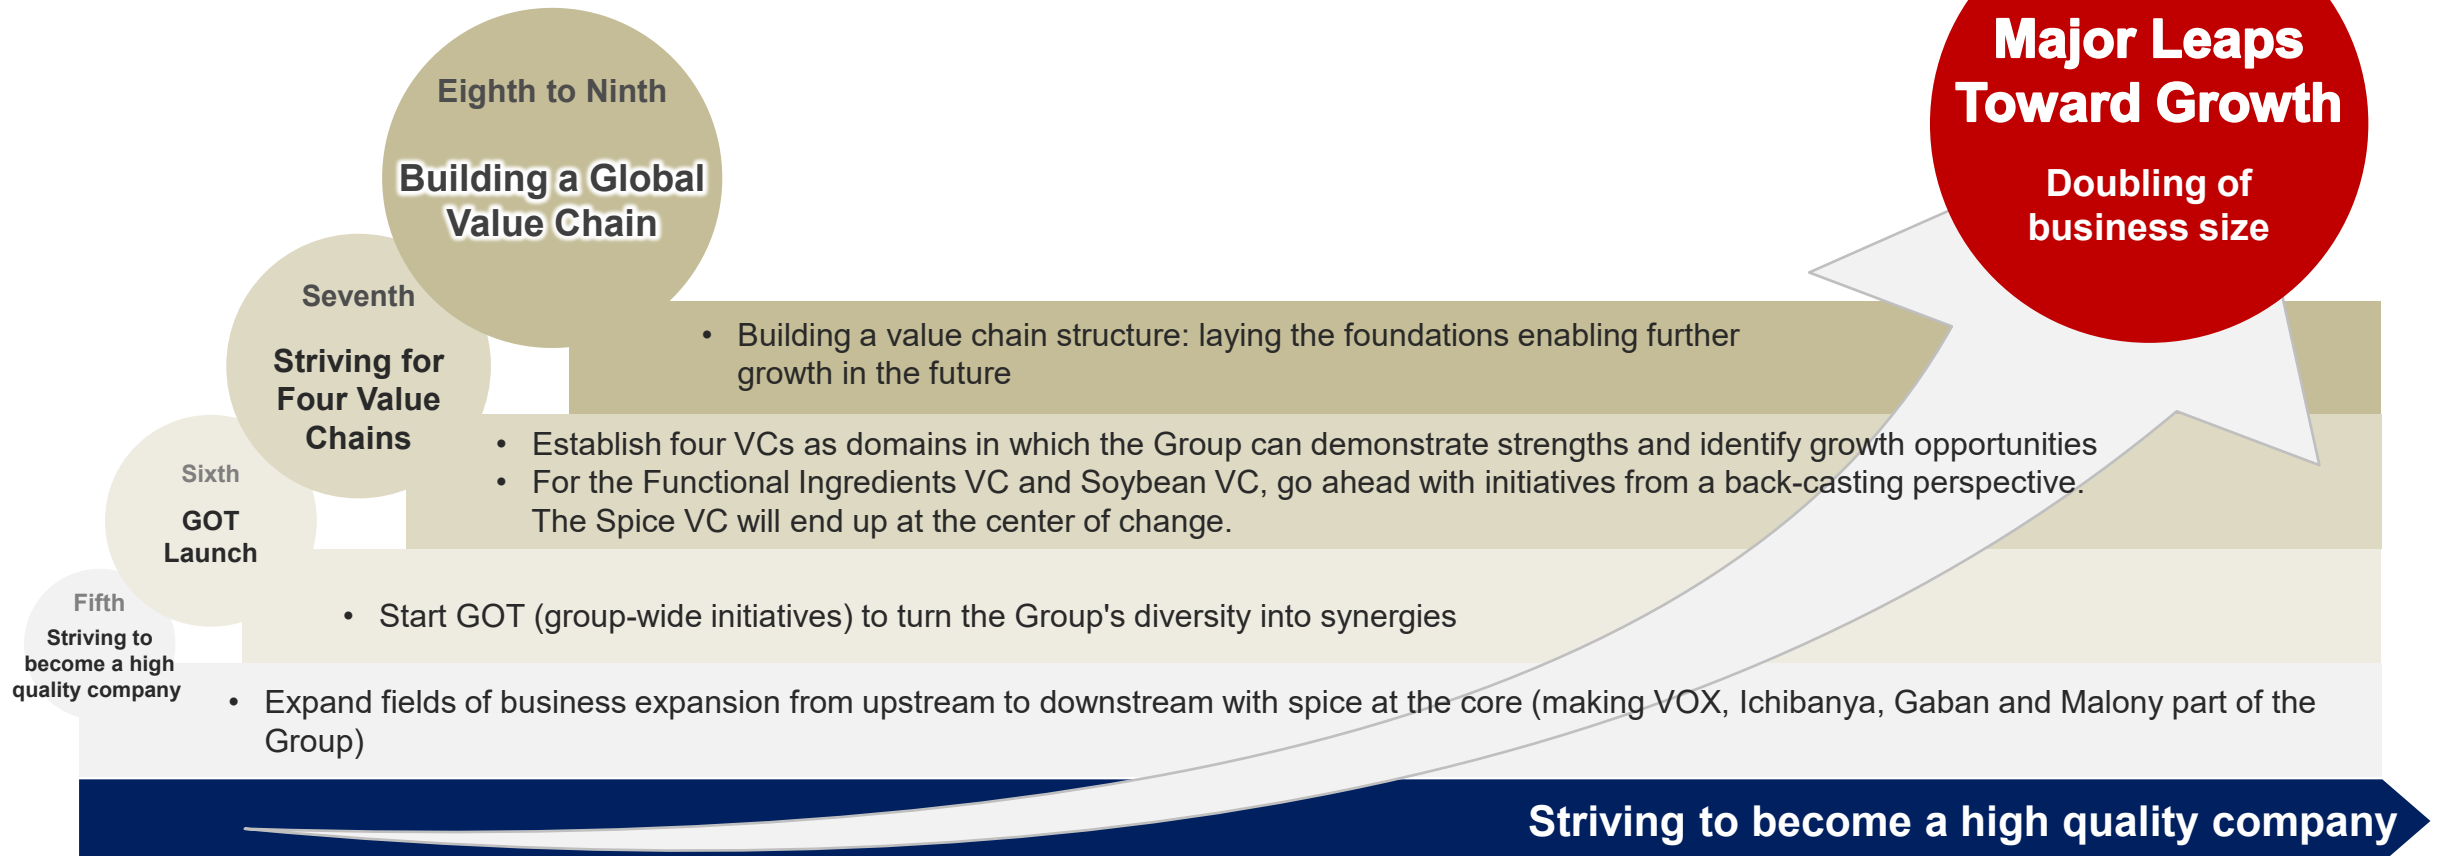 Major Leaps
Toward Growth
Doubling of
business size
Eighth to Ninth
Building a Global
Value Chain
• Building a value chain structure: laying the foundations enabling further
growth in the future
Seventh
Striving for
Four Value
Chains
• Establish four VCs as domains in which the Group can demonstrate strengths and identify growth opportunities
• For the Functional Ingredients VC and Soybean VC, go ahead with initiatives from a back-casting perspective.
The Spice VC will end up at the center of change.
Sixth
GOT
Launch
• Start GOT (group-wide initiatives) to turn the Group's diversity into synergies
Fifth
Striving to
become a high
quality company
• Expand fields of business expansion from upstream to downstream with spice at the core (making VOX, Ichibanya, Gaban and Malony part of the
Group)
Striving to become a high quality company